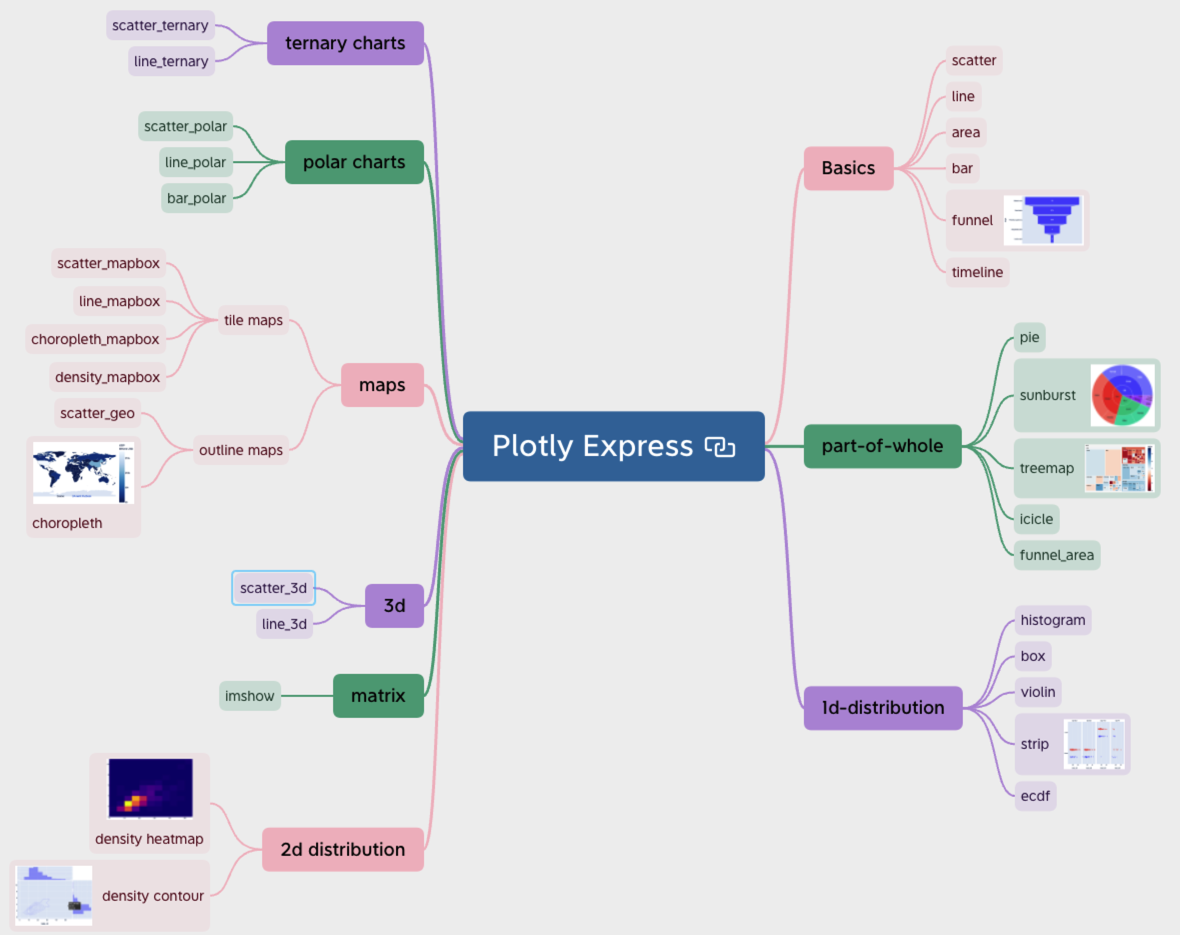 Plotly Express
Basics
scatter
line
area
bar
funnel
timeline
part-of-whole
pie
sunburst
treemap
icicle
funnel_area
1d-distribution
histogram
box
violin
strip
ecdf
ternary charts
scatter_ternary
line_ternary
polar charts
scatter_polar
line_polar
bar_polar
maps
tile maps
scatter_mapbox
line_mapbox
choropleth_mapbox
density_mapbox
outline maps
scatter_geo
choropleth
3d
scatter_3d
line_3d
matrix
imshow
2d distribution
density heatmap
density contour